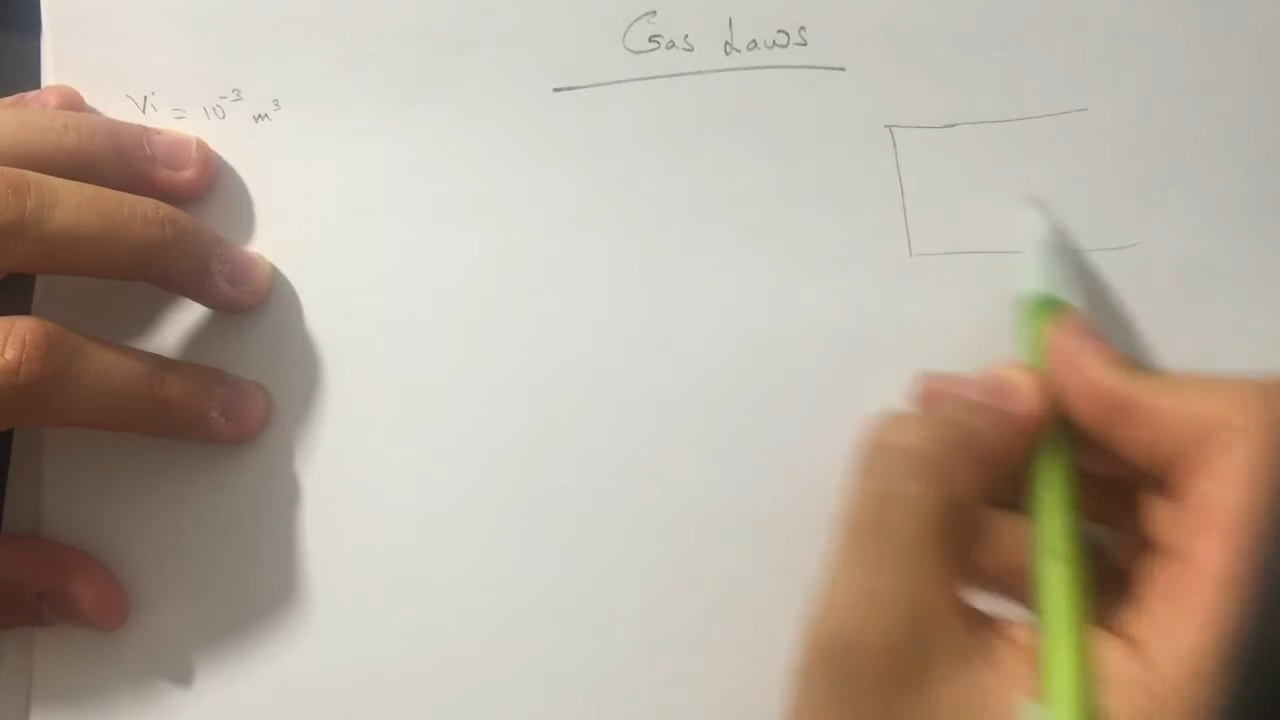 Gas Laws
Vi = 10⁻³ m³